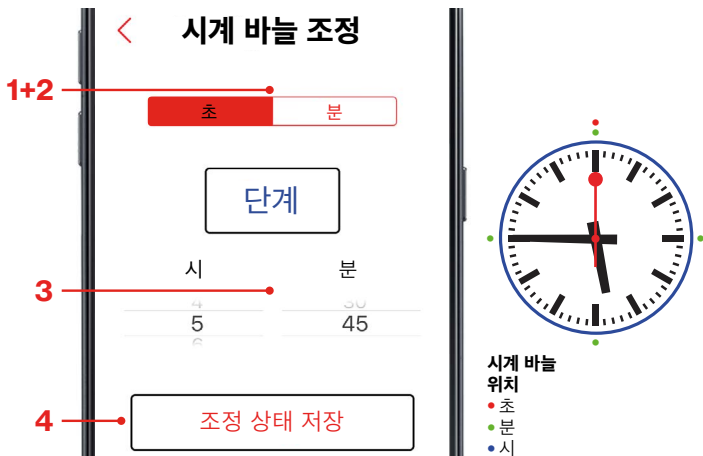 시계 바늘 조정
1+2
초 분
단계
시 분
3
4 30
5 45
6
조정 상태 저장
4
시계 바늘
위치
초
분
시